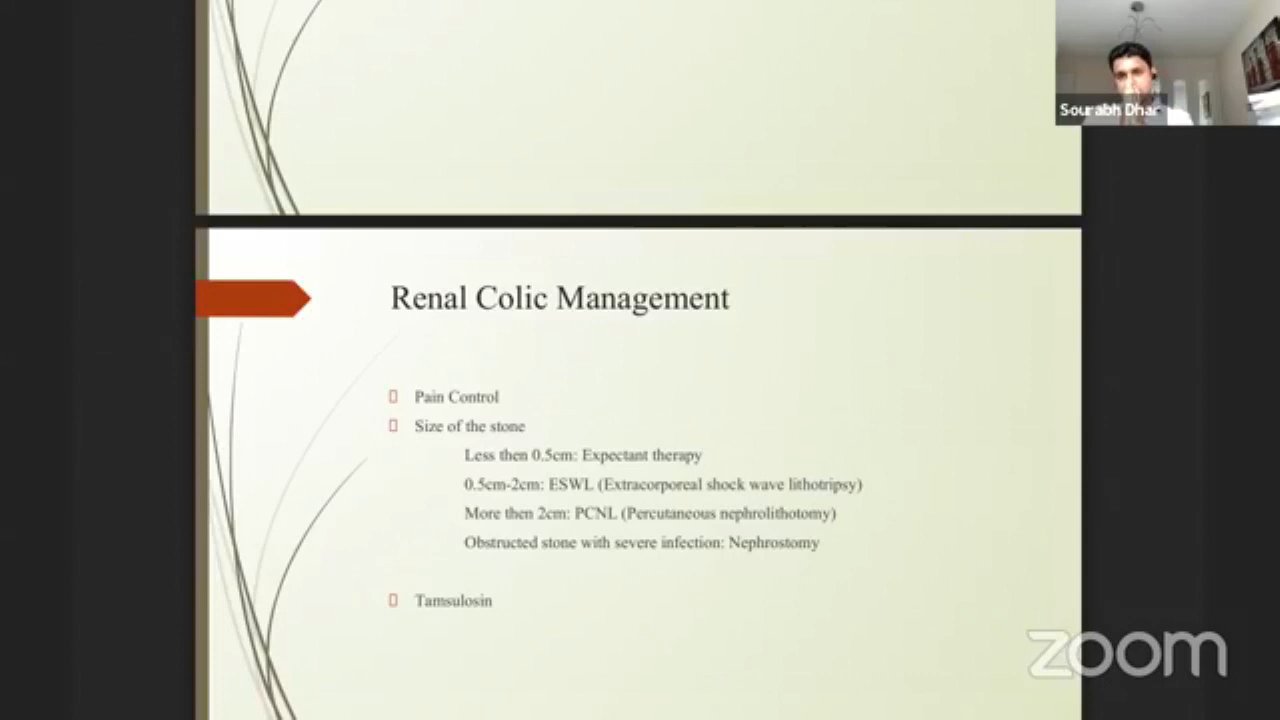 Sourabh Dhar
Renal Colic Management
Pain Control
Size of the stone
Less then 0.5cm: Expectant therapy
0.5cm-2cm: ESWL (Extracorporeal shock wave lithotripsy)
More then 2cm: PCNL (Percutaneous nephrolithotomy)
Obstructed stone with severe infection: Nephrostomy
Tamsulosin
zoom